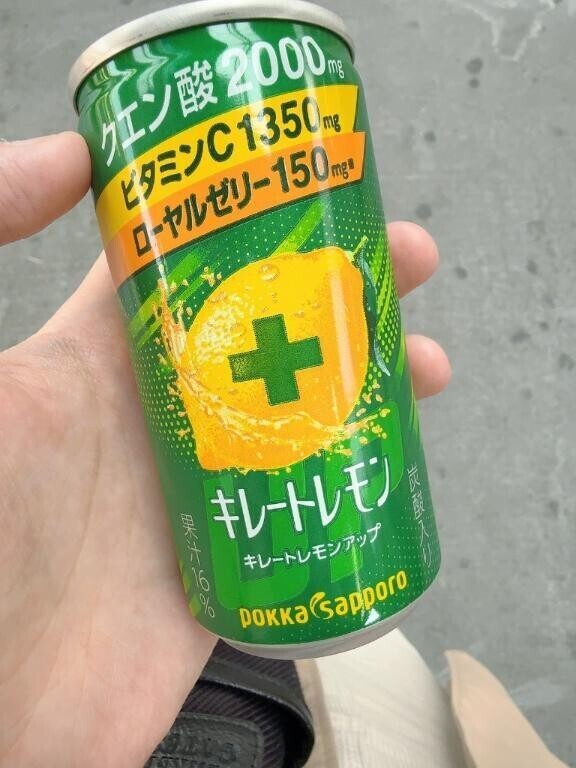 クエン酸 2000mg
ビタミンC 1350mg
ローヤルゼリー 150mg
UP
キレートレモン
キレートレモンアップ
果汁16%
炭酸入り
pokka sapporo